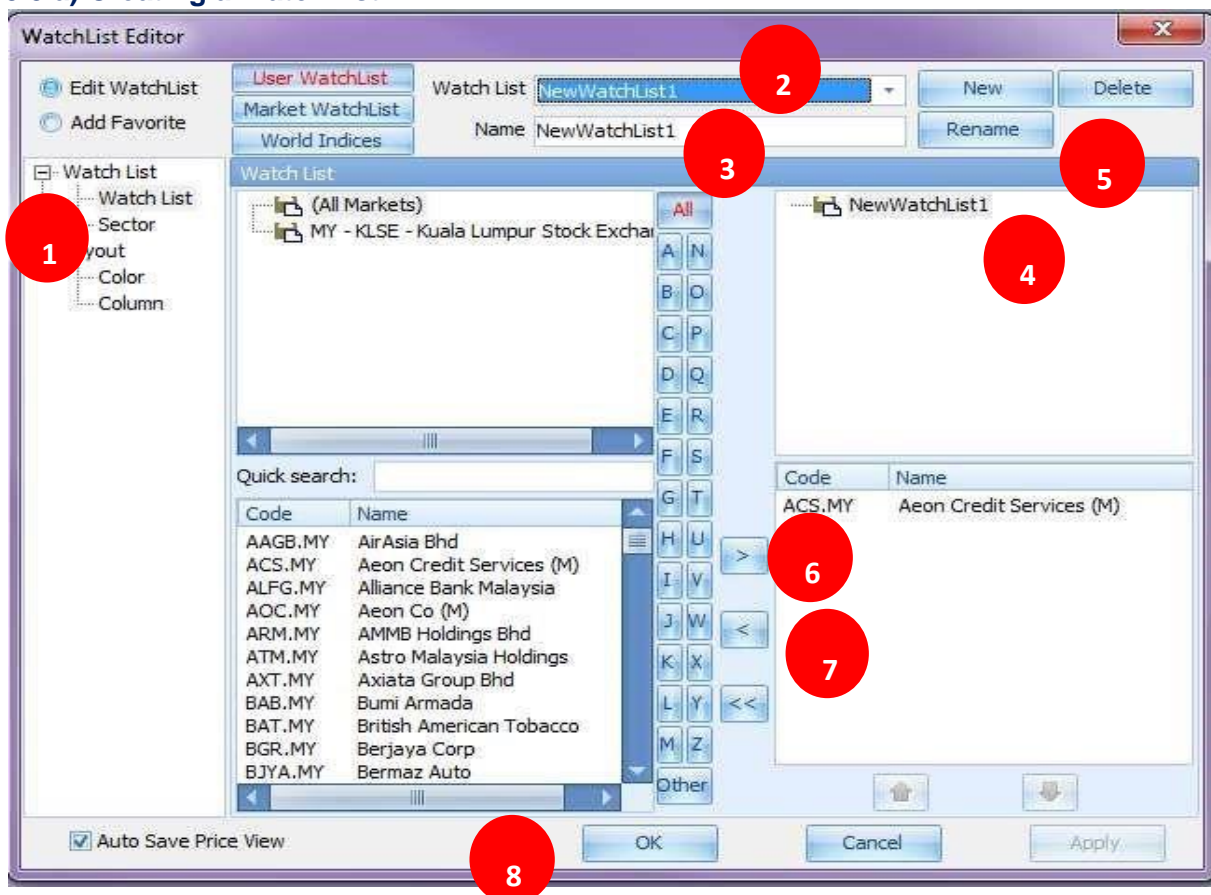 Creating a
WatchList Editor
Edit WatchList
Add Favorite
User WatchList
Market WatchList
World Indices
Watch List NewWatchList1
Name NewWatchList1
New
Delete
Rename
2
3
5
Watch List
Watch List
Sector
yout
Color
Column
1
Watch List
(All Markets)
MY - KLSE - Kuala Lumpur Stock Exchar
All
A N
B O
C P
D Q
E R
F S
G T
H U
I V
J W
K X
L Y
M Z
Other
NewWatchList1
4
Quick search:
Code Name
AAGB.MY AirAsia Bhd
ACS.MY Aeon Credit Services (M)
ALFG.MY Alliance Bank Malaysia
AOC.MY Aeon Co (M)
ARM.MY AMMB Holdings Bhd
ATM.MY Astro Malaysia Holdings
AXT.MY Axiata Group Bhd
BAB.MY Bumi Armada
BAT.MY British American Tobacco
BGR.MY Berjaya Corp
BJYA.MY Bermaz Auto
>
<
<<
6
7
Code Name
ACS.MY Aeon Credit Services (M)
Auto Save Price View
8
OK
Cancel
Apply